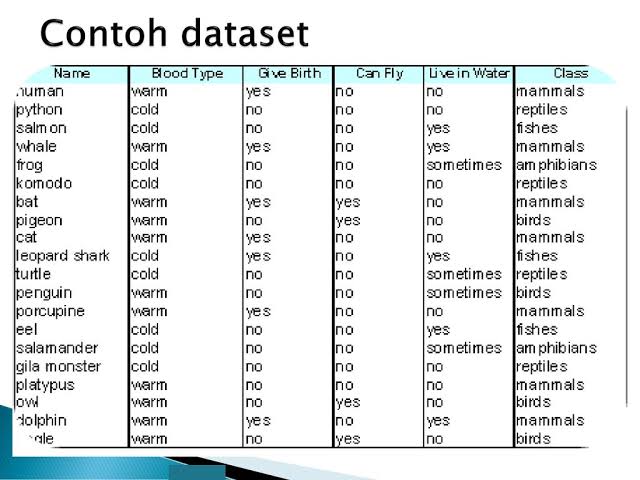 Contoh dataset
Name Blood Type Give Birth Can Fly Live in Water Class
human warm yes no no mammals
python cold no no no reptiles
salmon cold no no yes fishes
whale warm yes no yes mammals
frog cold no no sometimes amphibians
komodo cold no no no reptiles
bat warm yes yes no mammals
pigeon warm no yes no birds
cat warm yes no no mammals
leopard shark cold yes no yes fishes
turtle cold no no sometimes reptiles
penguin warm no no sometimes birds
porcupine warm yes no no mammals
eel cold no no yes fishes
salamander cold no no sometimes amphibians
gila monster cold no no no reptiles
platypus warm no no no mammals
owl warm no yes no birds
dolphin warm yes no yes mammals
warm no yes no birds